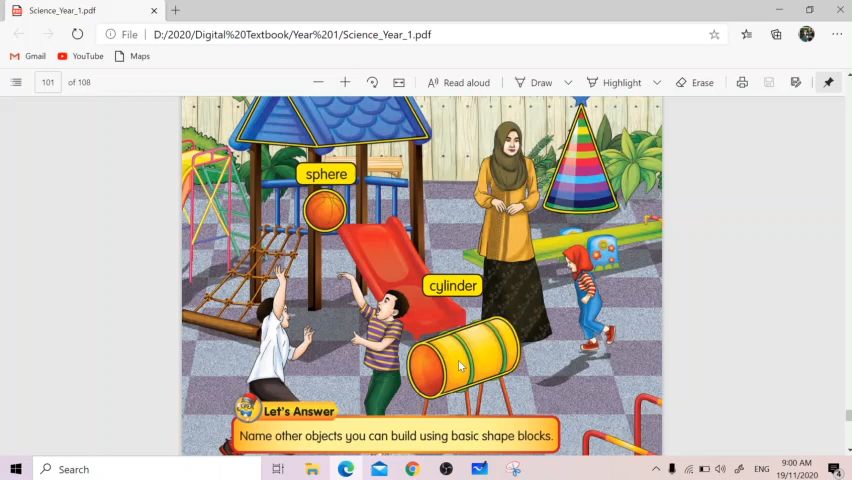 Science_Year_1.pdf
File D:/2020/Digital%20Textbook/Year%201/Science_Year_1.pdf
Gmail YouTube Maps
101 of 108 Read aloud Draw Highlight Erase
sphere
cylinder
Let's Answer
Name other objects you can build using basic shape blocks.
Search ENG 9:00 AM
19/11/2020 4